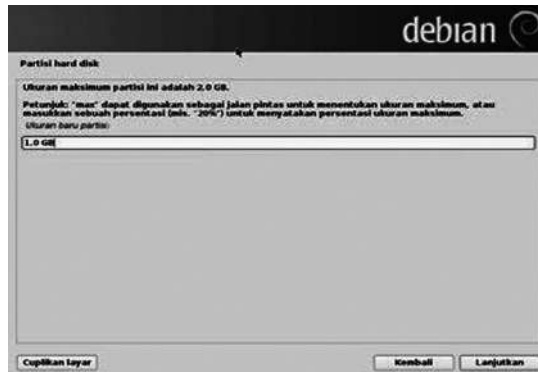 debian
Partisi hard disk
Ukuran maksimum partisi ini adalah 2.0 GB.
Petunjuk: "max" dapat digunakan sebagai jalan pintas untuk menentukan ukuran maksimum, atau
masukkan sebuah persentasi (mis. "20%") untuk menyatakan persentasi ukuran maksimum.
Ukuran baru partisi:
1.0 GB
Cuplikan layar
Kembali
Lanjutkan